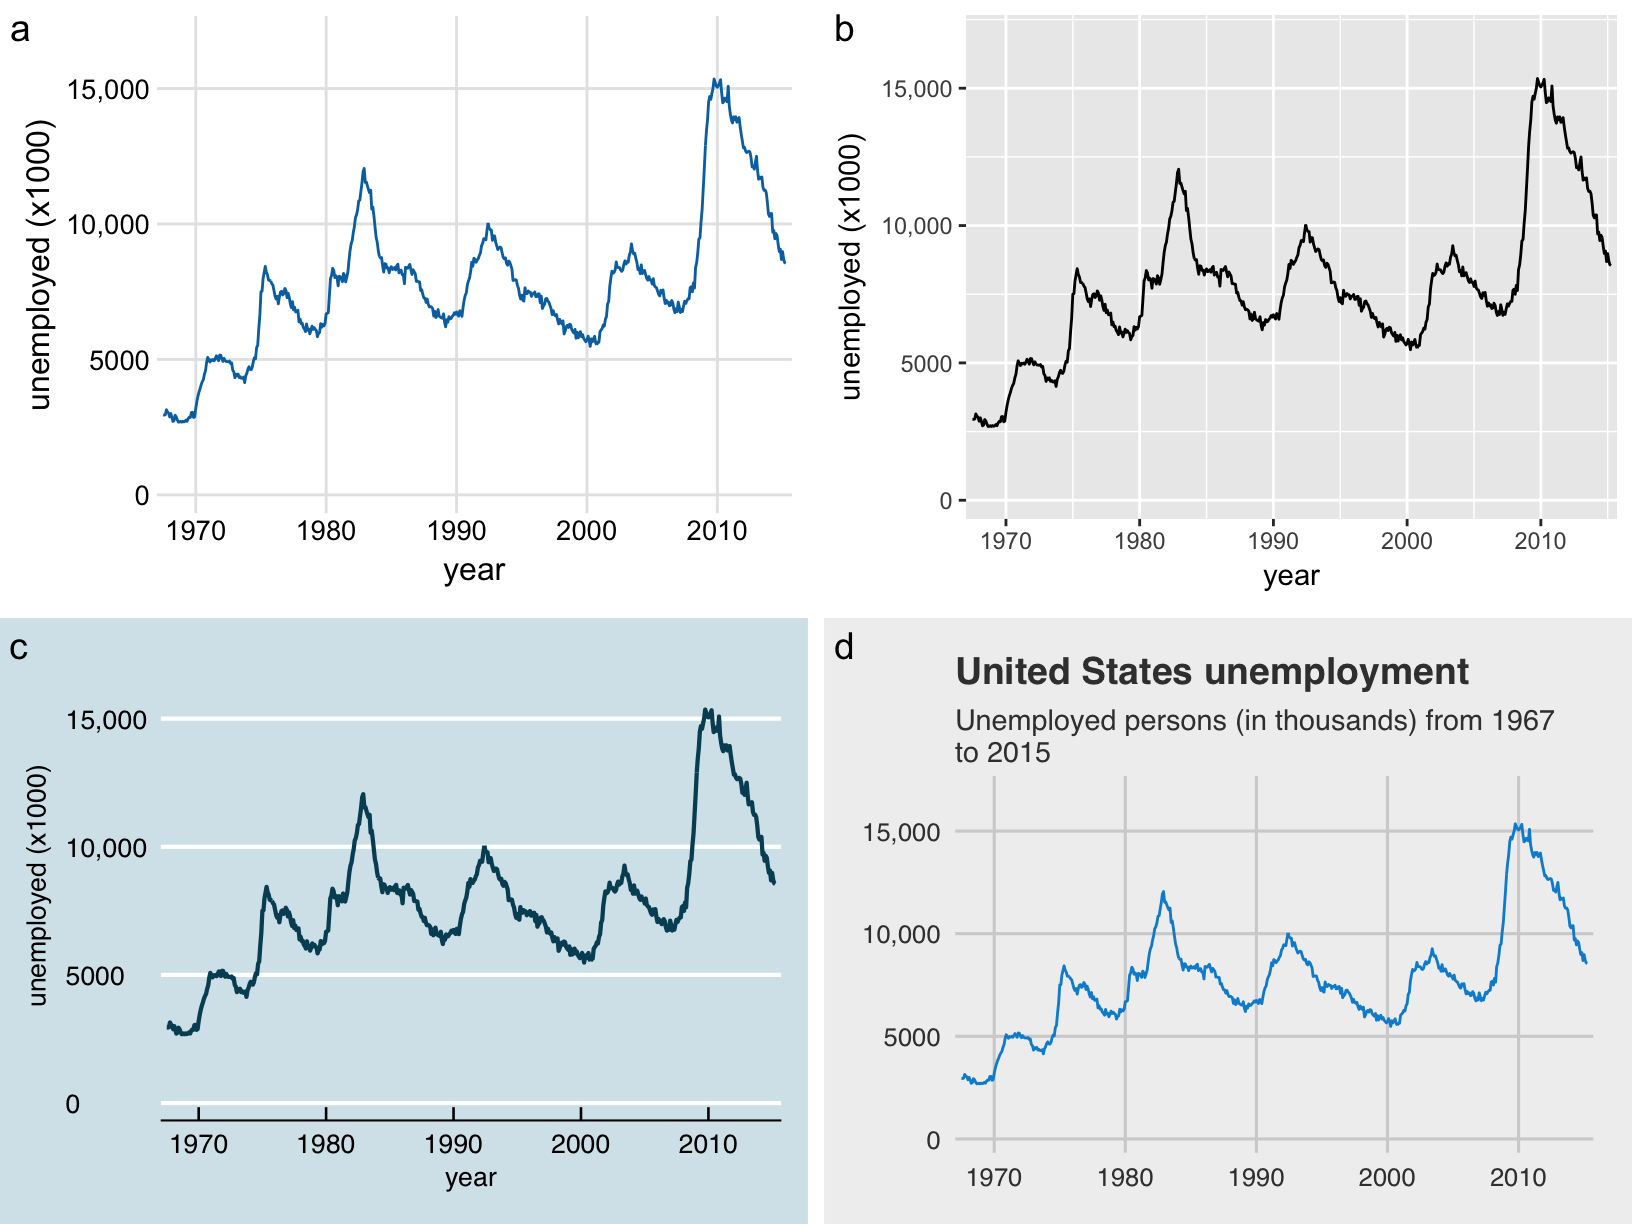 a
15,000
10,000
5000
0
unemployed (x1000)
1970 1980 1990 2000 2010
year
b
15,000
10,000
5000
0
unemployed (x1000)
1970 1980 1990 2000 2010
year
c
15,000
10,000
5000
0
unemployed (x1000)
1970 1980 1990 2000 2010
year
d
United States unemployment
Unemployed persons (in thousands) from 1967
to 2015
15,000
10,000
5000
0
1970 1980 1990 2000 2010